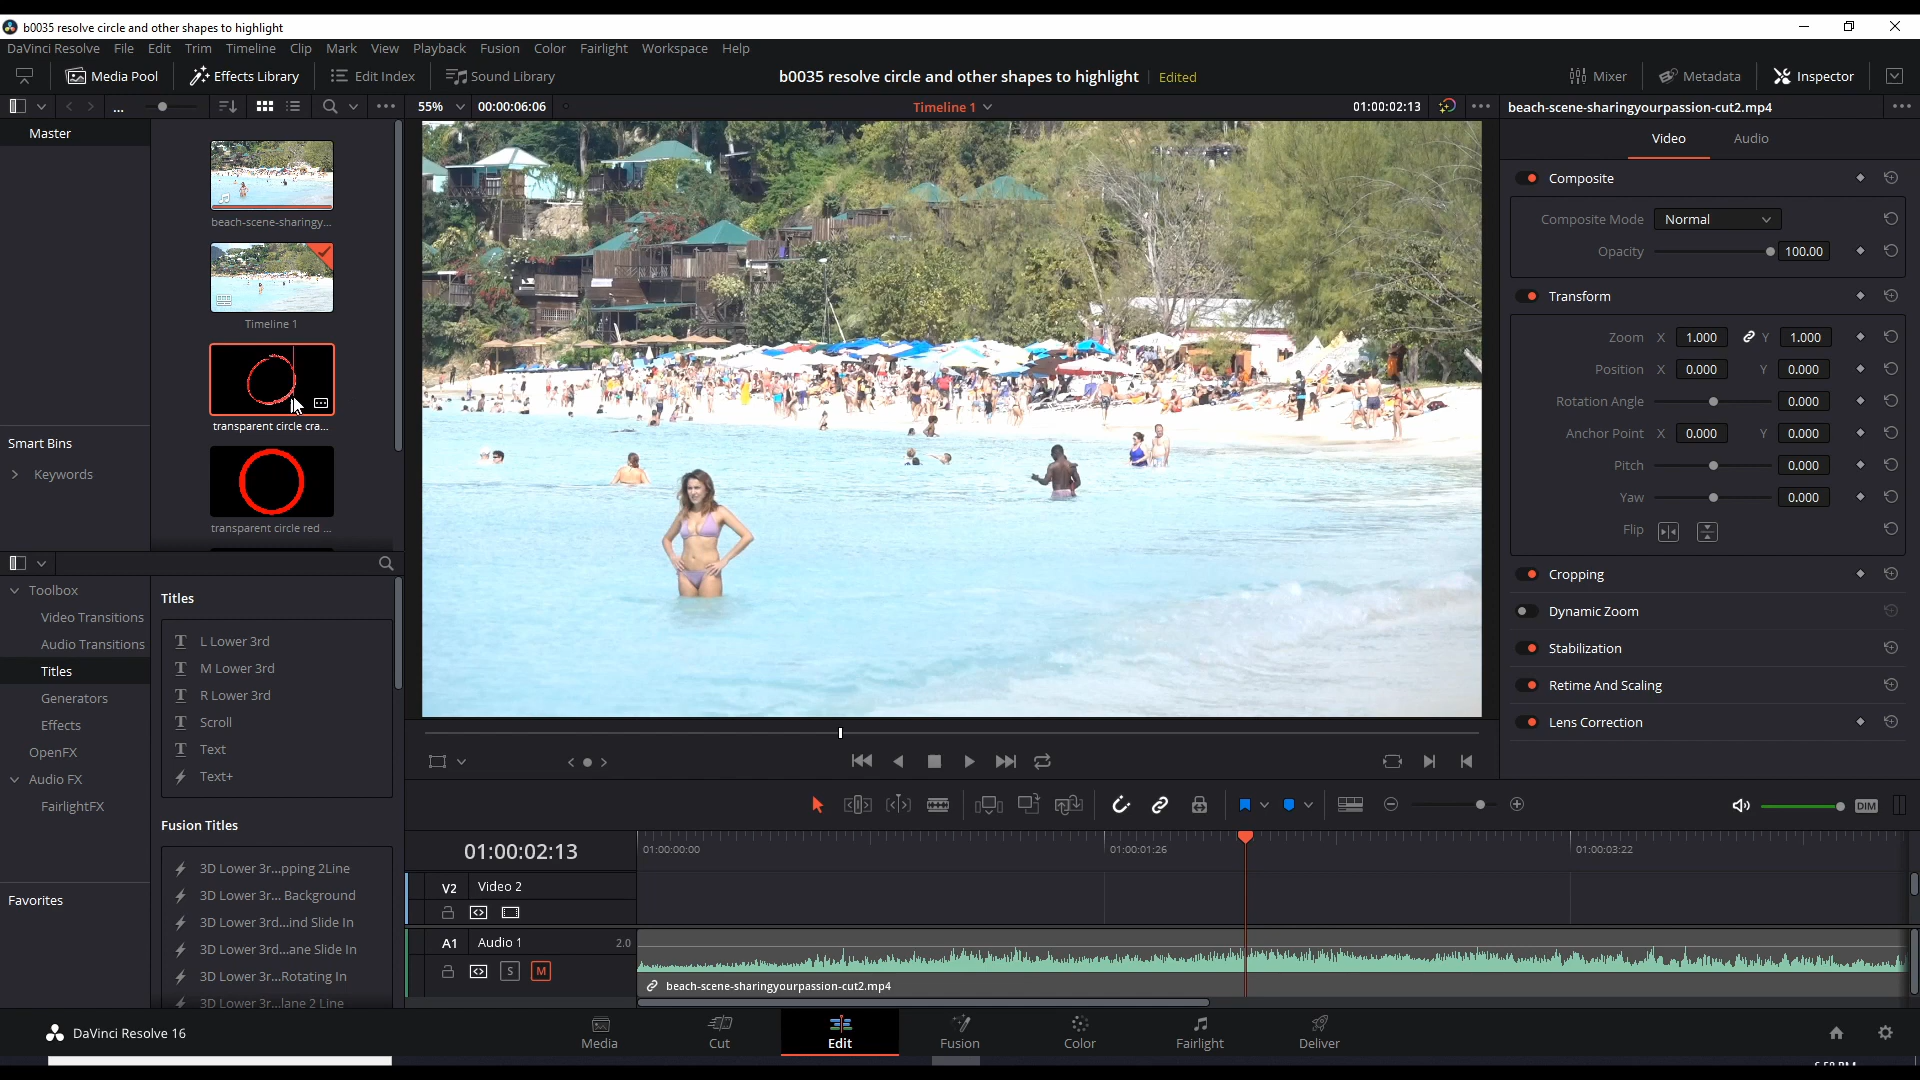 b0035 resolve circle and other shapes to highlight
DaVinci Resolve File Edit Trim Timeline Clip Mark View Playback Fusion Color Fairlight Workspace Help
Media Pool Effects Library Edit Index Sound Library b0035 resolve circle and other shapes to highlight Edited Mixer Metadata Inspector
... 55% 00:00:06:06 Timeline 1 01:00:02:13 beach-scene-sharingyourpassion-cut2.mp4
Master
Video Audio
beach-scene-sharingy...
Timeline 1
transparent circle cra...
transparent circle red ...
Smart Bins
Keywords
Composite
Composite Mode Normal
Opacity 100.00
Transform
Zoom X 1.000 Y 1.000
Position X 0.000 Y 0.000
Rotation Angle 0.000
Anchor Point X 0.000 Y 0.000
Pitch 0.000
Yaw 0.000
Flip
Cropping
Dynamic Zoom
Stabilization
Retime And Scaling
Lens Correction
Toolbox
Video Transitions
Audio Transitions
Titles
Generators
Effects
OpenFX
Audio FX
FairlightFX
Favorites
Titles
L Lower 3rd
M Lower 3rd
R Lower 3rd
Scroll
Text
Text+
Fusion Titles
3D Lower 3r...pping 2Line
3D Lower 3r... Background
3D Lower 3rd...ind Slide In
3D Lower 3rd...ane Slide In
3D Lower 3r...Rotating In
3D Lower 3r...lane 2 Line
DIM
01:00:02:13 01:00:00:00 01:00:01:26 01:00:03:22
V2 Video 2
A1 Audio 1 2.0
S M
beach-scene-sharingyourpassion-cut2.mp4
DaVinci Resolve 16 Media Cut Edit Fusion Color Fairlight Deliver